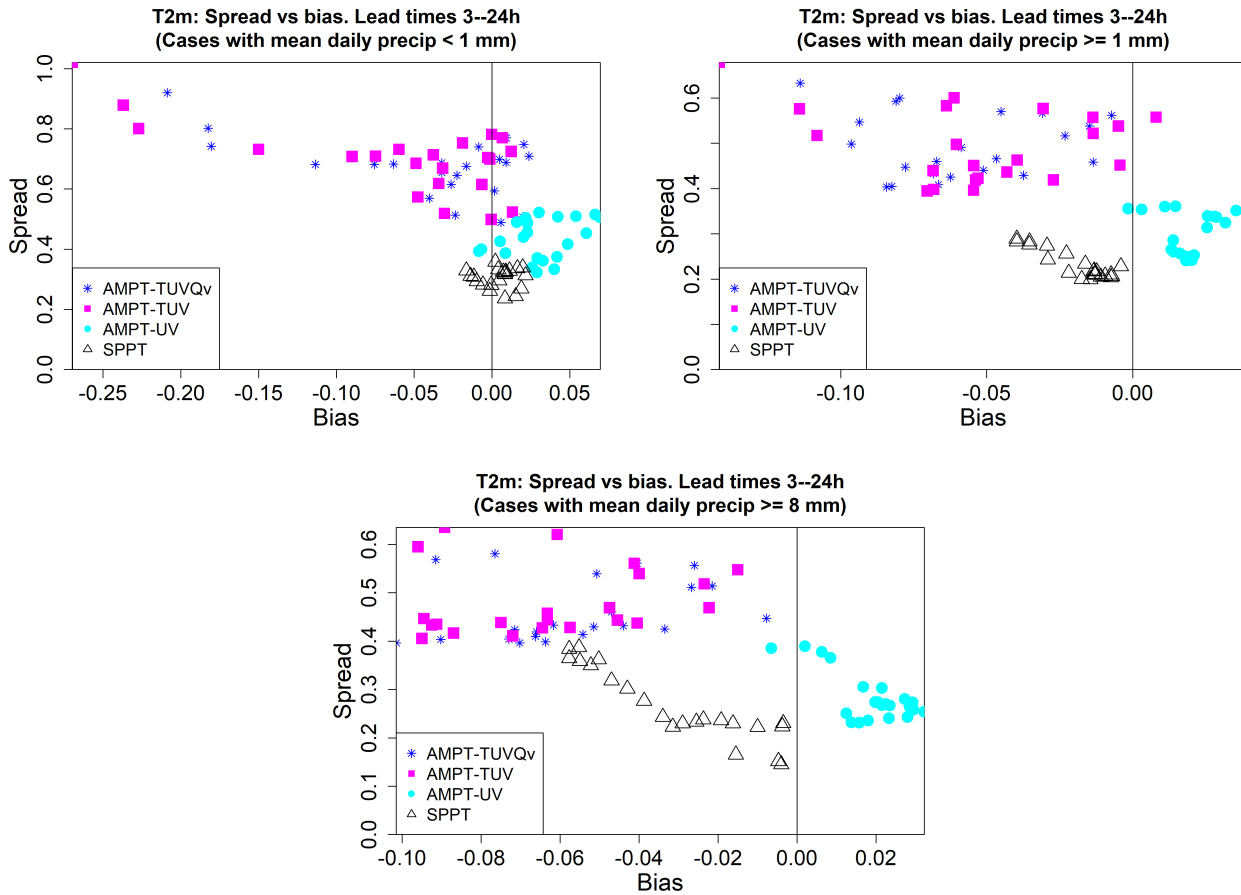 T2m: Spread vs bias. Lead times 3--24h
(Cases with mean daily precip < 1 mm)
Spread
1.0
0.8
0.6
0.4
0.2
0.0
AMPT-TUVQv
AMPT-TUV
AMPT-UV
SPPT
-0.25 -0.20 -0.15 -0.10 -0.05 0.00 0.05
Bias
T2m: Spread vs bias. Lead times 3--24h
(Cases with mean daily precip >= 1 mm)
Spread
0.6
0.4
0.2
0.0
AMPT-TUVQv
AMPT-TUV
AMPT-UV
SPPT
-0.10 -0.05 0.00
Bias
T2m: Spread vs bias. Lead times 3--24h
(Cases with mean daily precip >= 8 mm)
Spread
0.6
0.5
0.4
0.3
0.2
0.1
0.0
AMPT-TUVQv
AMPT-TUV
AMPT-UV
SPPT
-0.10 -0.08 -0.06 -0.04 -0.02 0.00 0.02
Bias